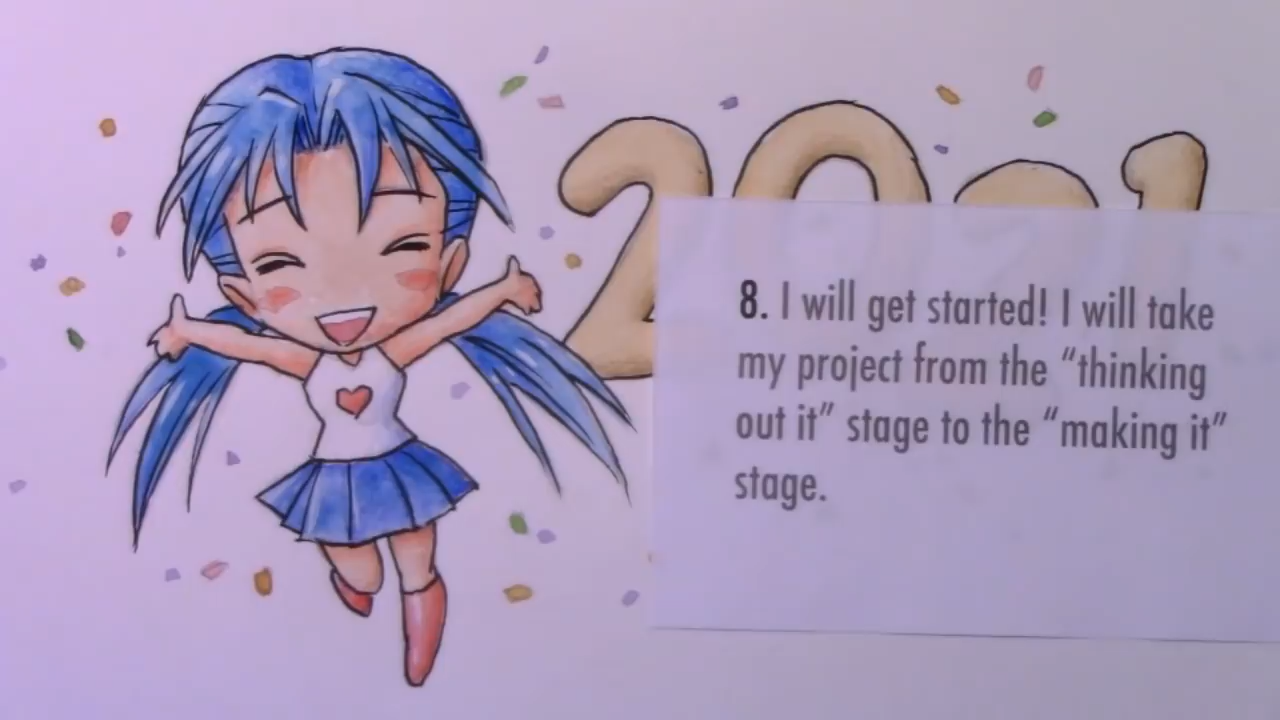 2021
8. I will get started! I will take
my project from the “thinking
out it” stage to the “making it”
stage.